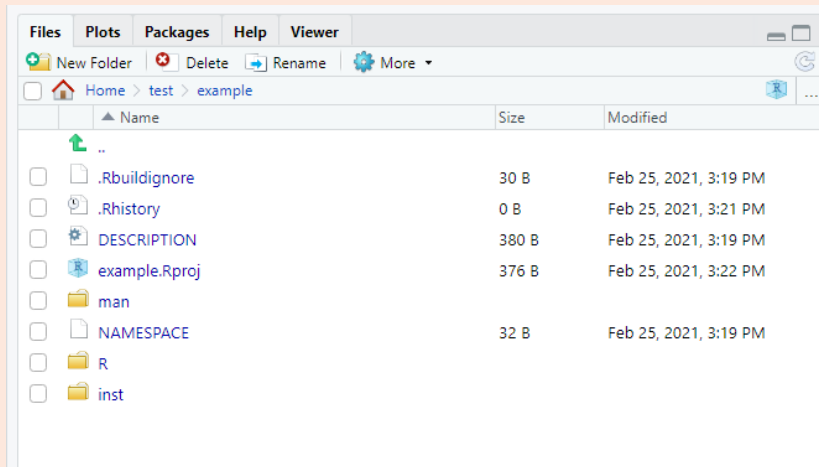 Files Plots Packages Help Viewer
New Folder Delete Rename More
Home > test > example R ...
Name Size Modified
..
.Rbuildignore 30 B Feb 25, 2021, 3:19 PM
.Rhistory 0 B Feb 25, 2021, 3:21 PM
DESCRIPTION 380 B Feb 25, 2021, 3:19 PM
R example.Rproj 376 B Feb 25, 2021, 3:22 PM
man
NAMESPACE 32 B Feb 25, 2021, 3:19 PM
R
inst